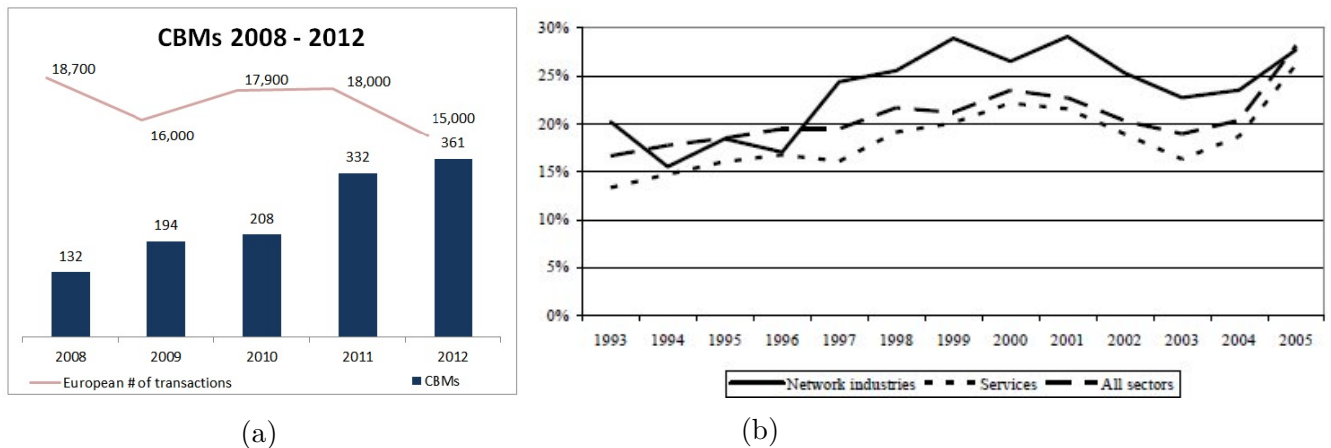 CBMs 2008 - 2012
18,700
16,000
17,900
18,000
15,000
132
194
208
332
361
2008 2009 2010 2011 2012
European # of transactions CBMs
(a)
30%
25%
20%
15%
10%
5%
0%
1993 1994 1995 1996 1997 1998 1999 2000 2001 2002 2003 2004 2005
Network industries Services All sectors
(b)